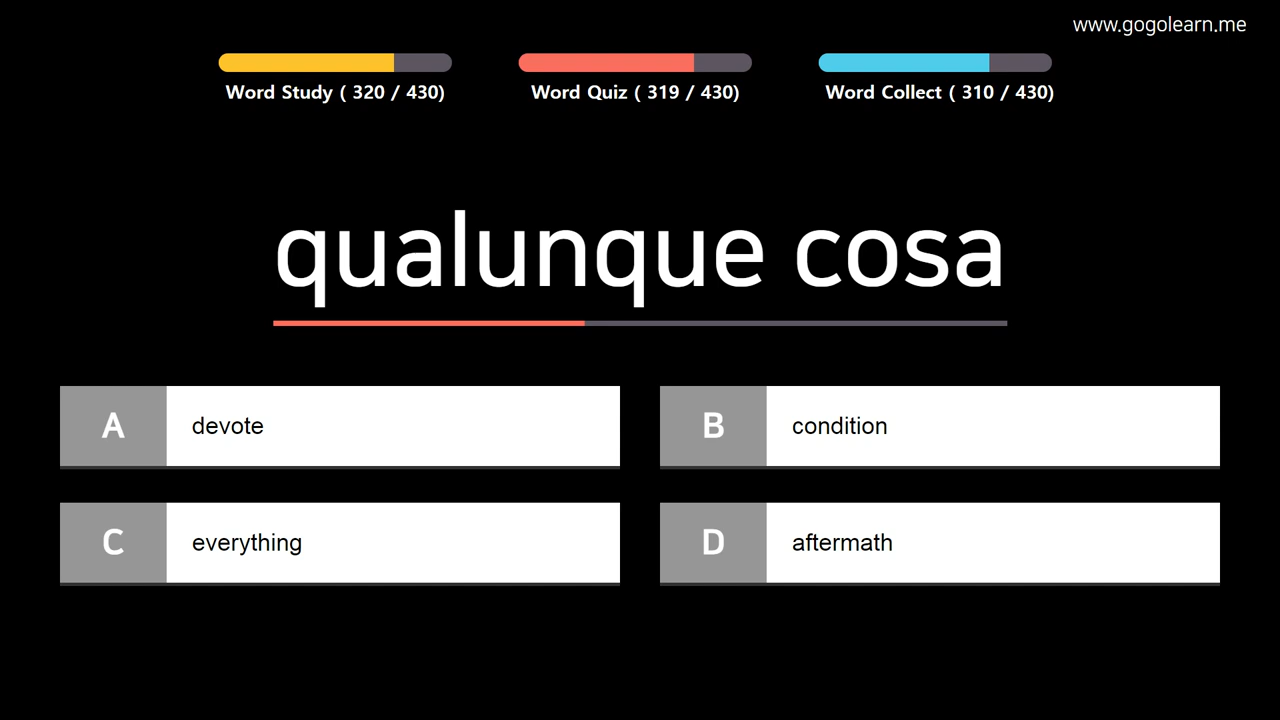 www.gogolearn.me
Word Study ( 320 / 430)
Word Quiz ( 319 / 430)
Word Collect ( 310 / 430)
qualunque cosa
A devote
B condition
C everything
D aftermath